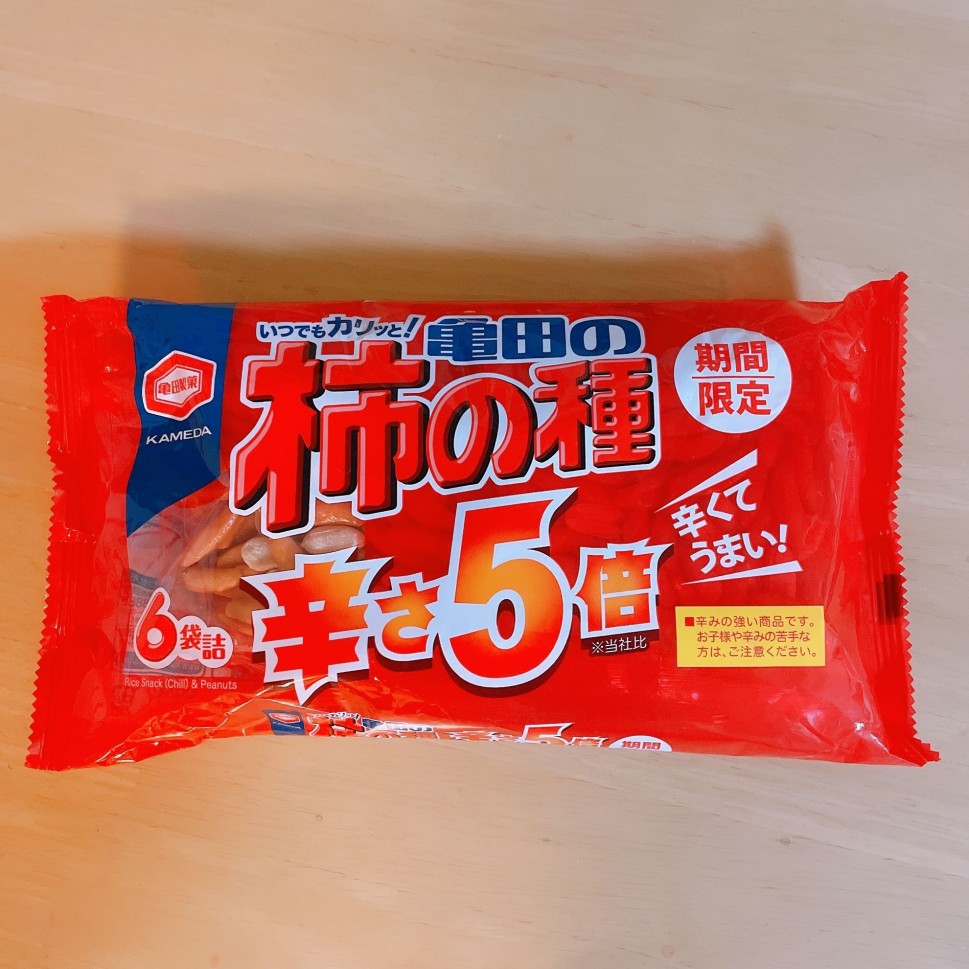 亀田製菓
KAMEDA
いつでもカリッと!
亀田の
柿の種
期間
限定
辛さ5倍
※当社比
辛くて
うまい!
■辛みの強い商品です。
お子様や辛みの苦手な
方は、ご注意ください。
6袋詰
Rice Snack (Chili) & Peanuts
期間